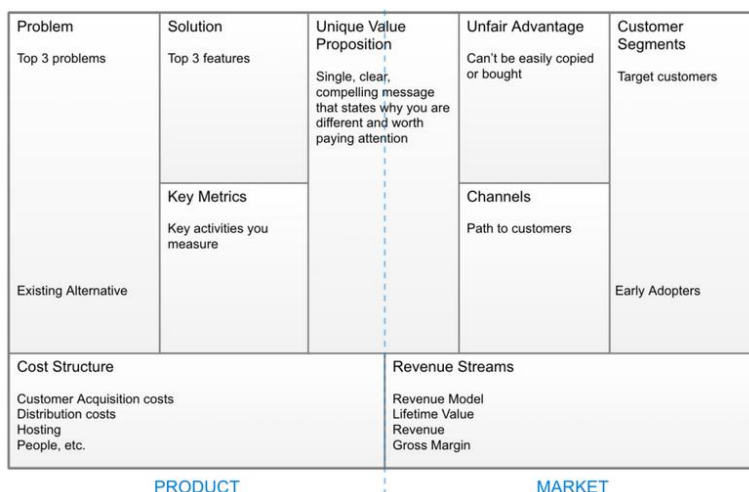 Problem
Top 3 problems
Existing Alternative
Solution
Top 3 features
Key Metrics
Key activities you
measure
Unique Value
Proposition
Single, clear,
compelling message
that states why you are
different and worth
paying attention
Unfair Advantage
Can't be easily copied
or bought
Channels
Path to customers
Customer
Segments
Target customers
Early Adopters
Cost Structure
Customer Acquisition costs
Distribution costs
Hosting
People, etc.
Revenue Streams
Revenue Model
Lifetime Value
Revenue
Gross Margin
PRODUCT
MARKET